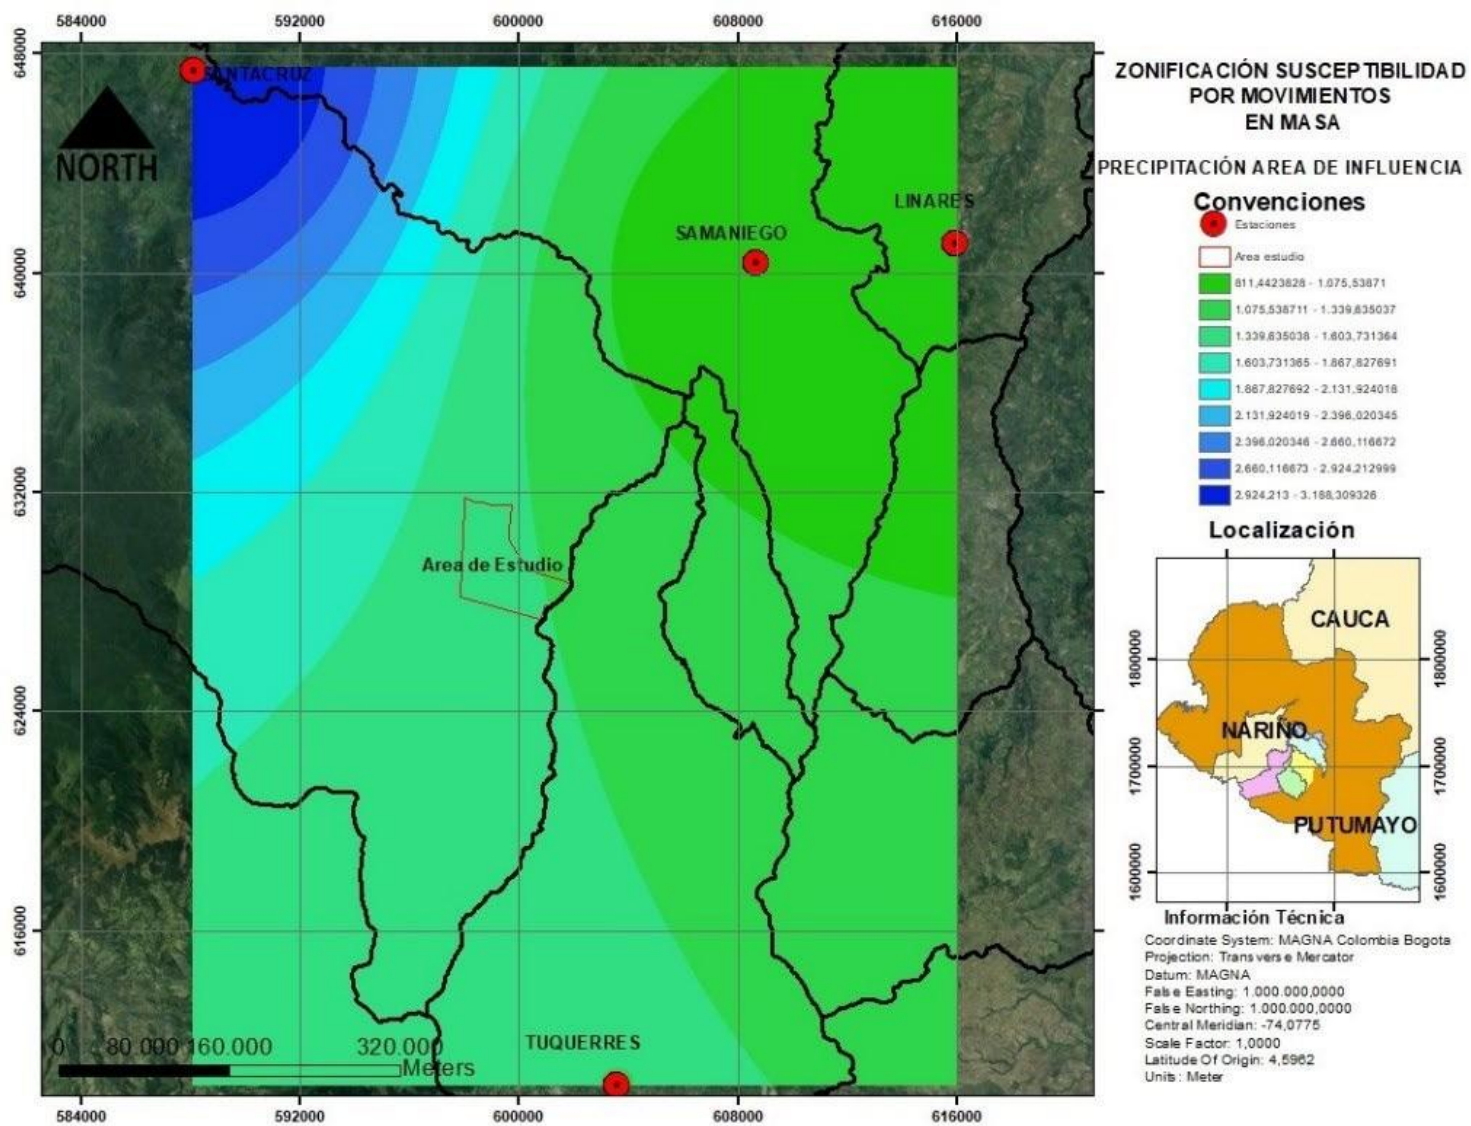 584000 592000 600000 608000 616000
648000
640000
632000
624000
616000
SANTACRUZ
NORTH
LINARES
SAMANIEGO
Area de Estudio
TUQUERRES
0 80.000 160.000 320.000
Meters
584000 592000 600000 608000 616000
ZONIFICACIÓN SUSCEPTIBILIDAD
POR MOVIMIENTOS
EN MASA
PRECIPITACIÓN AREA DE INFLUENCIA
Convenciones
Estaciones
Area estudio
811,4423828 - 1.075,53871
1.075,538711 - 1.339,635037
1.339,635038 - 1.603,731364
1.603,731365 - 1.867,827691
1.867,827692 - 2.131,924018
2.131,924019 - 2.396,020345
2.396,020346 - 2.660,116672
2.660,116673 - 2.924,212999
2.924,213 - 3.188,309326
Localización
CAUCA
NARIÑO
PUTUMAYO
1800000 1800000
1700000 1700000
1600000 1600000
Información Técnica
Coordinate System: MAGNA Colombia Bogota
Projection: Transverse Mercator
Datum: MAGNA
False Easting: 1.000.000,0000
False Northing: 1.000.000,0000
Central Meridian: -74,0775
Scale Factor: 1,0000
Latitude Of Origin: 4,5962
Units: Meter